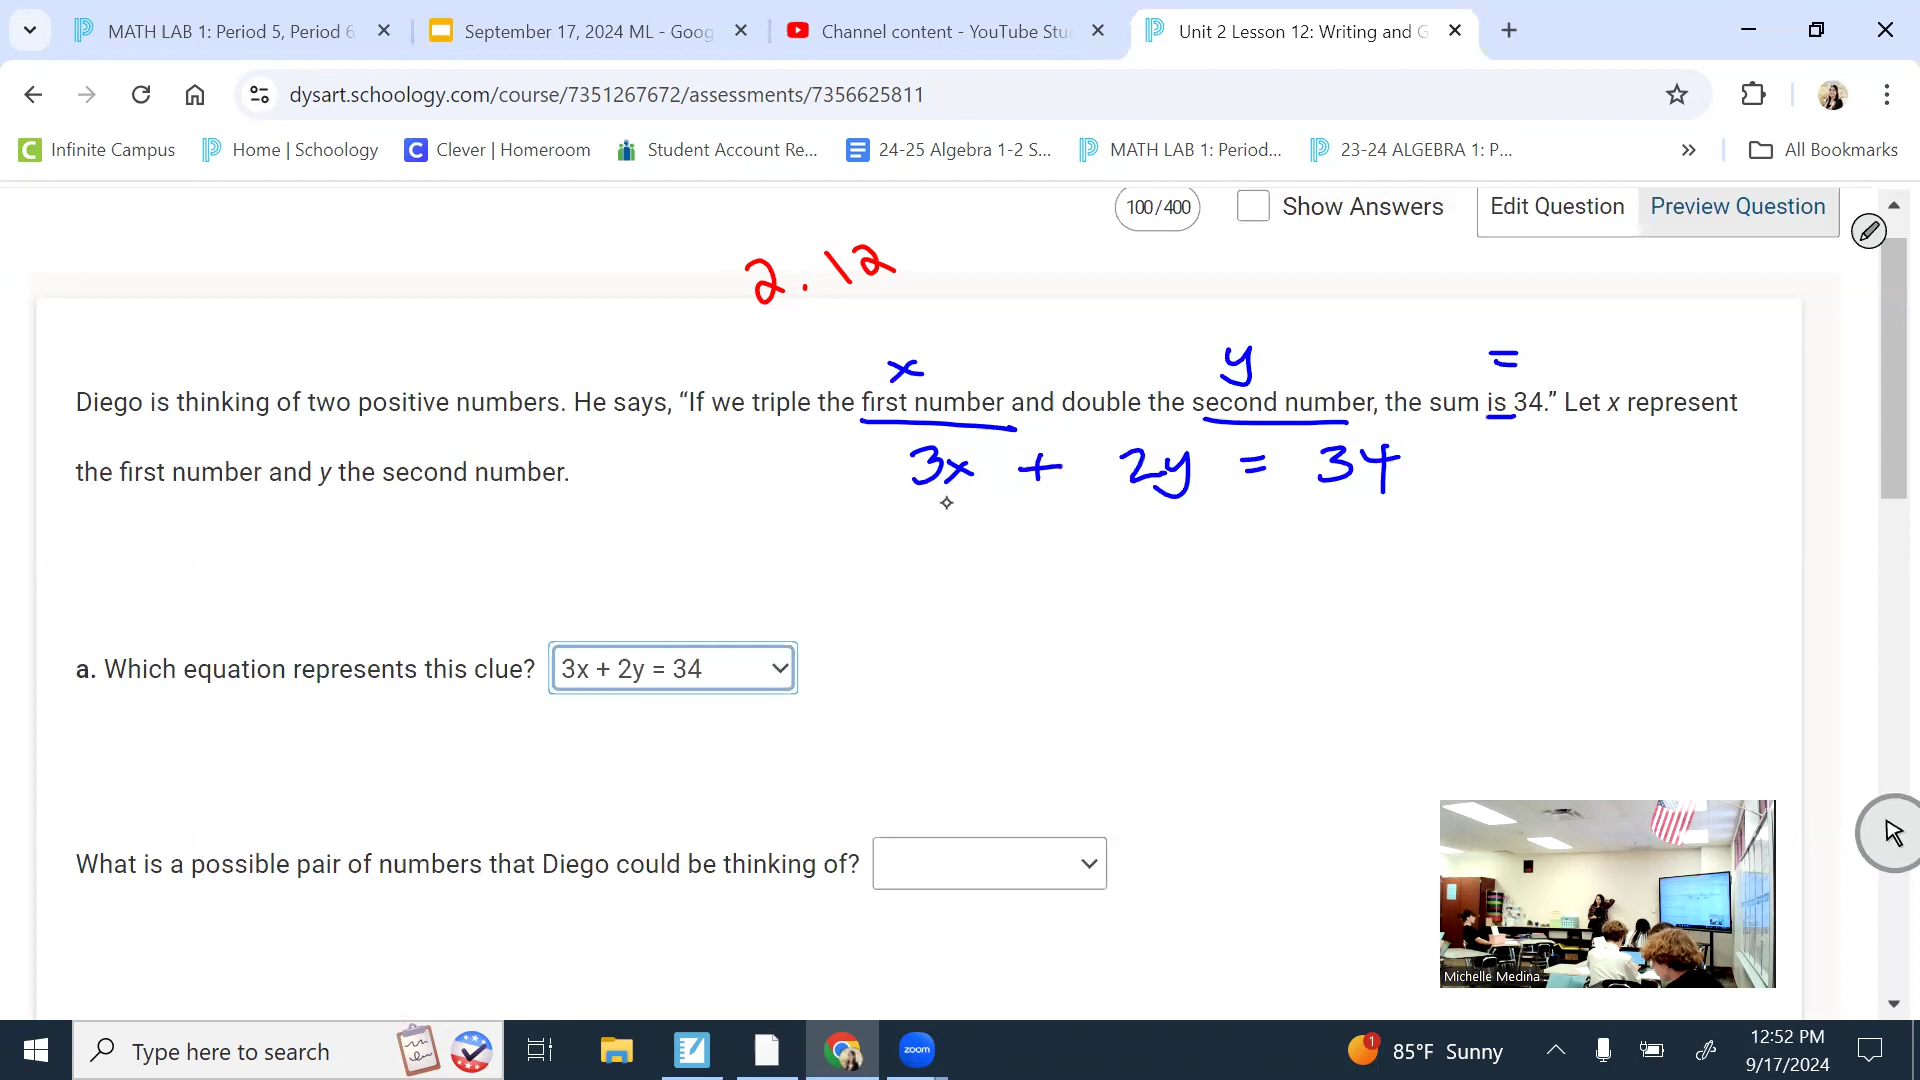 MATH LAB 1: Period 5, Period 6
September 17, 2024 ML - Goog
Channel content - YouTube Stu
Unit 2 Lesson 12: Writing and G
dysart.schoology.com/course/7351267672/assessments/7356625811
Infinite Campus
Home | Schoology
Clever | Homeroom
Student Account Re...
24-25 Algebra 1-2 S...
MATH LAB 1: Period...
23-24 ALGEBRA 1: P...
»
All Bookmarks
100/400
Show Answers
Edit Question
Preview Question
2.12
x y =
Diego is thinking of two positive numbers. He says, “If we triple the first number and double the second number, the sum is 34.” Let x represent
the first number and y the second number.
3x + 2y = 34
a. Which equation represents this clue? 3x + 2y = 34
What is a possible pair of numbers that Diego could be thinking of?
Michelle Medina
Type here to search
zoom
1
85°F Sunny
12:52 PM
9/17/2024